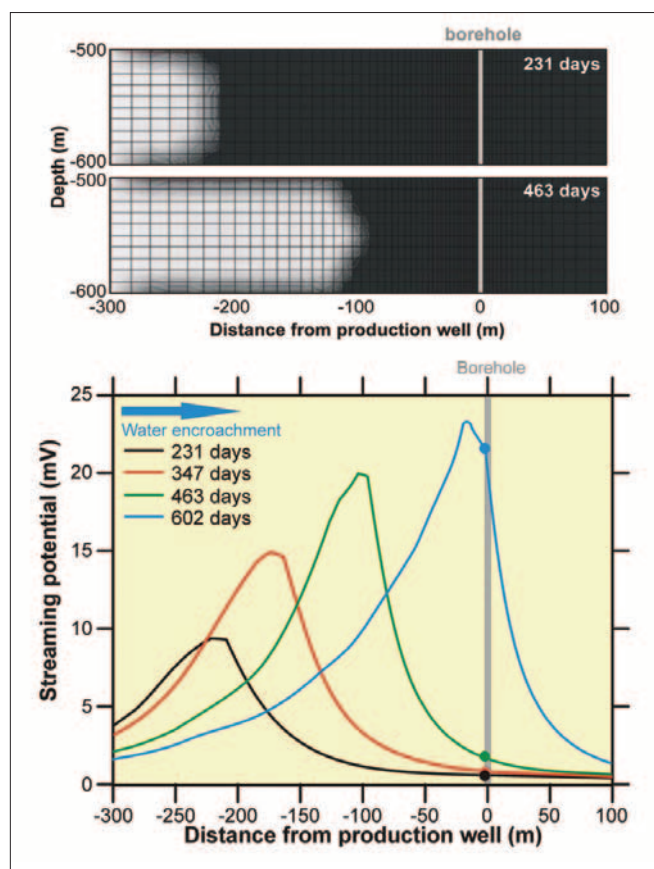 borehole
-500
231 days
-600
-500
463 days
-600
Depth (m)
-300 -200 -100 0 100
Distance from production well (m)
Borehole
25
20
15
10
5
0
Streaming potential (mV)
Water encroachment
231 days
347 days
463 days
602 days
-300 -250 -200 -150 -100 -50 0 50 100
Distance from production well (m)